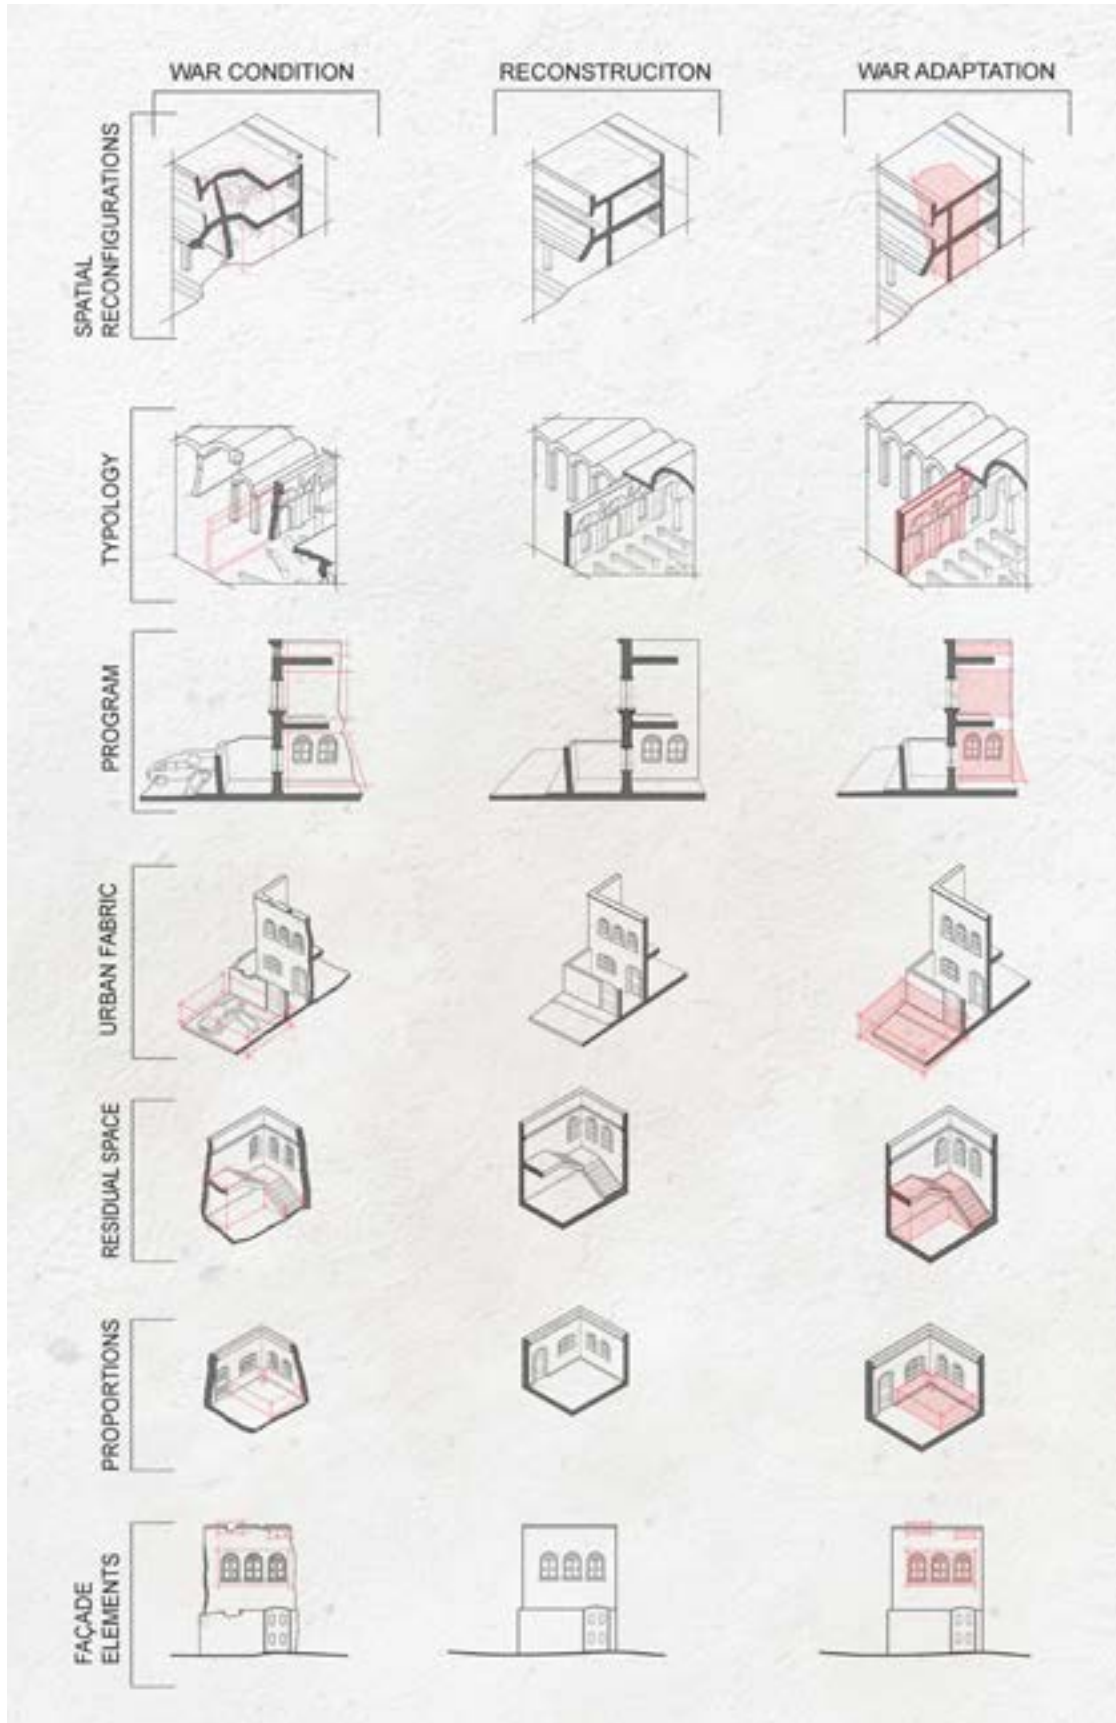 WAR CONDITION
RECONSTRUCITON
WAR ADAPTATION
SPATIAL
RECONFIGURATIONS
TYPOLOGY
PROGRAM
URBAN FABRIC
RESIDUAL SPACE
PROPORTIONS
FAÇADE
ELEMENTS